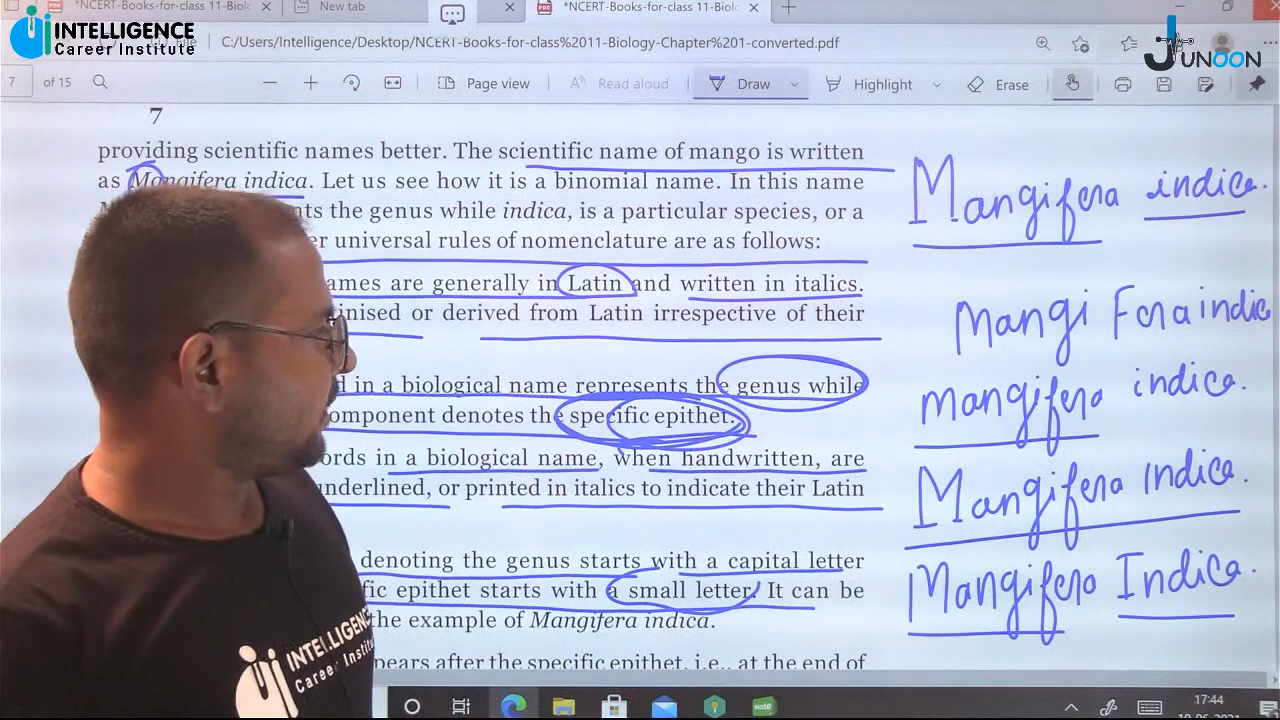 INTELLIGENCE
Career Institute
*NCERT-Books-for-class 11-Biol
New tab
*NCERT-Books-for-class 11-Biol
JUNOON
C:/Users/Intelligence/Desktop/NCERT-Books-for-class%2011-Biology-Chapter%201-converted.pdf
7 of 15
Page view
Read aloud
Draw
Highlight
Erase
7
providing scientific names better. The scientific name of mango is written
as Mangifera indica. Let us see how it is a binomial name. In this name
nts the genus while indica, is a particular species, or a
er universal rules of nomenclature are as follows:
ames are generally in Latin and written in italics.
inised or derived from Latin irrespective of their
d in a biological name represents the genus while
omponent denotes the specific epithet.
ords in a biological name, when handwritten, are
underlined, or printed in italics to indicate their Latin
denoting the genus starts with a capital letter
fic epithet starts with a small letter. It can be
the example of Mangifera indica.
pears after the specific epithet, i.e., at the end of
Mangifera indica.
Mangi Fera indic
mangifera indica.
Mangifera indica.
Mangifera Indica.
INTELLIGENCE
Career Institute
17:44